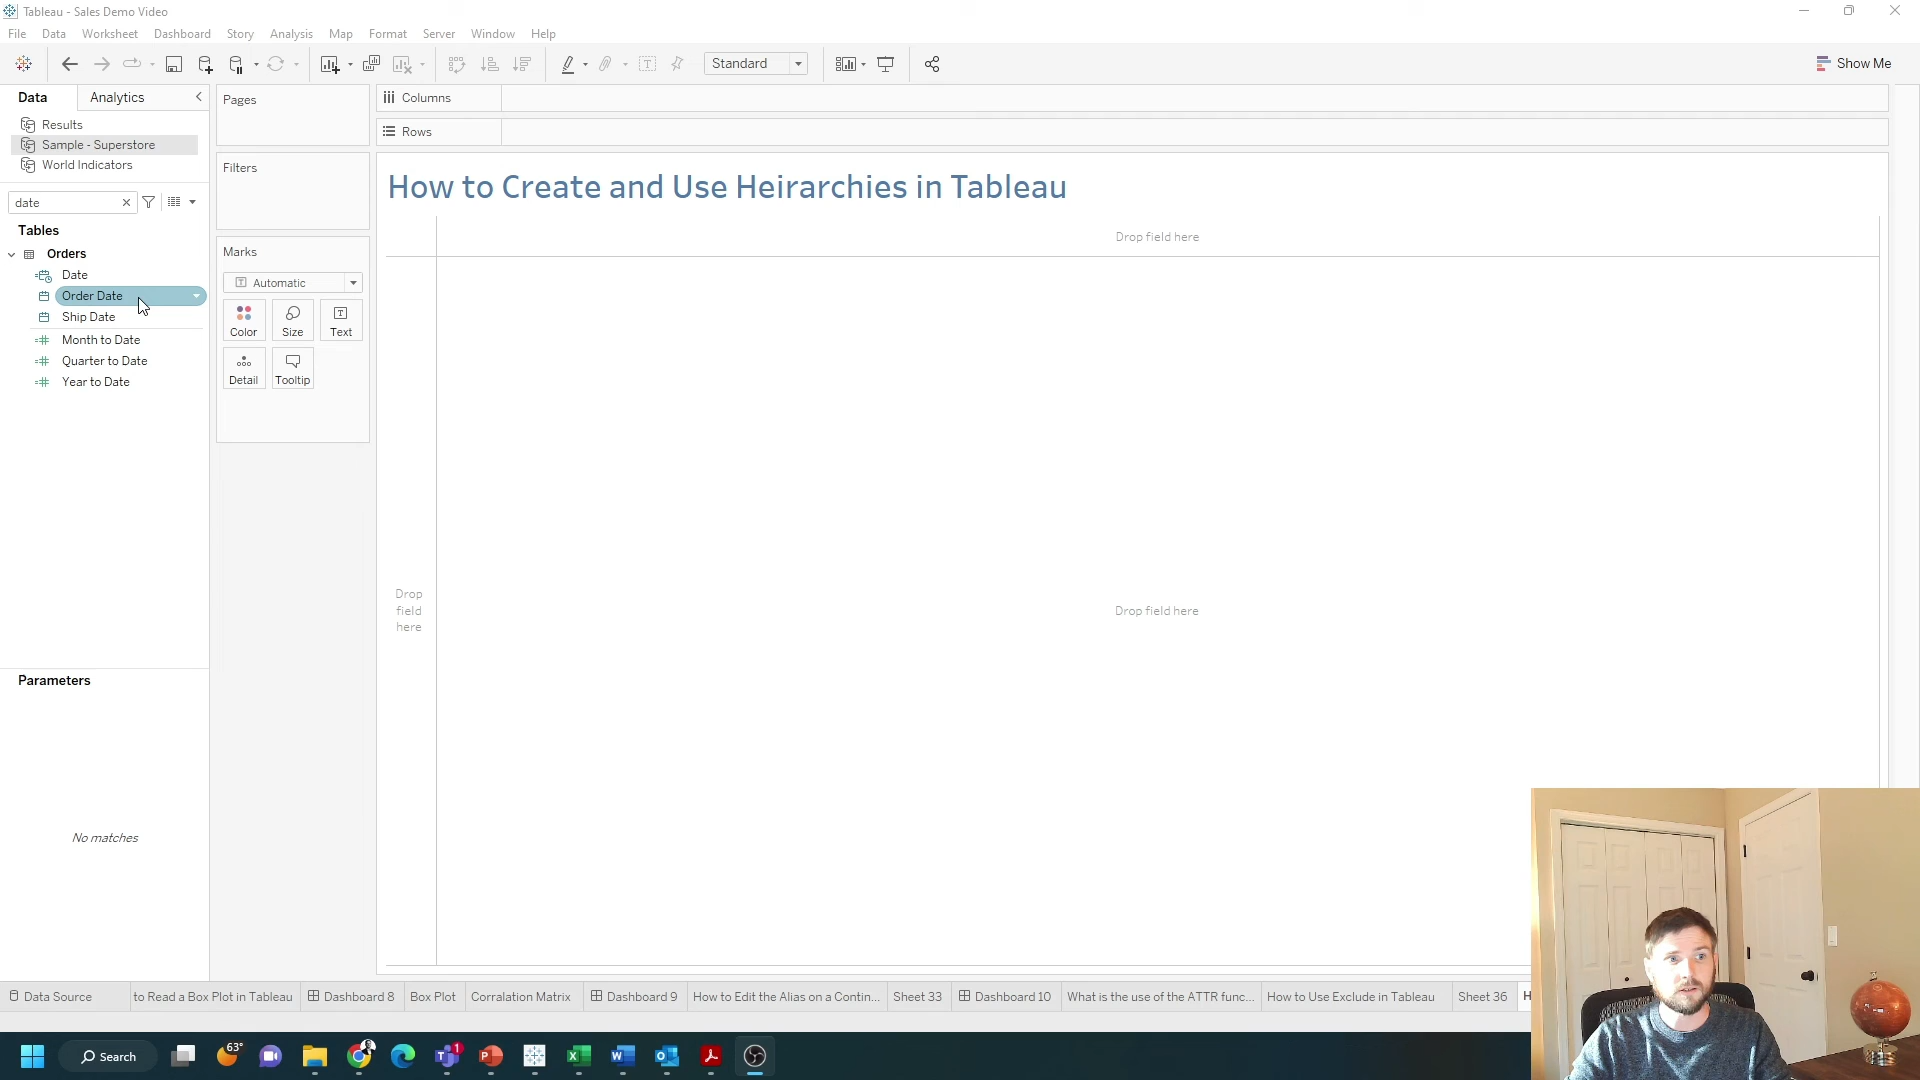 Tableau - Sales Demo Video
File Data Worksheet Dashboard Story Analysis Map Format Server Window Help
Standard
Show Me
Data Analytics
Results
Sample - Superstore
World Indicators
date
Tables
Orders
Date
Order Date
Ship Date
Month to Date
Quarter to Date
Year to Date
Parameters
No matches
Pages
Filters
Marks
Automatic
Color Size Text
Detail Tooltip
Columns
Rows
How to Create and Use Heirarchies in Tableau
Drop field here
Drop
field
here
Drop field here
Data Source to Read a Box Plot in Tableau Dashboard 8 Box Plot Corralation Matrix Dashboard 9 How to Edit the Alias on a Contin... Sheet 33 Dashboard 10 What is the use of the ATTR func... How to Use Exclude in Tableau Sheet 36 H
Search 63° 1